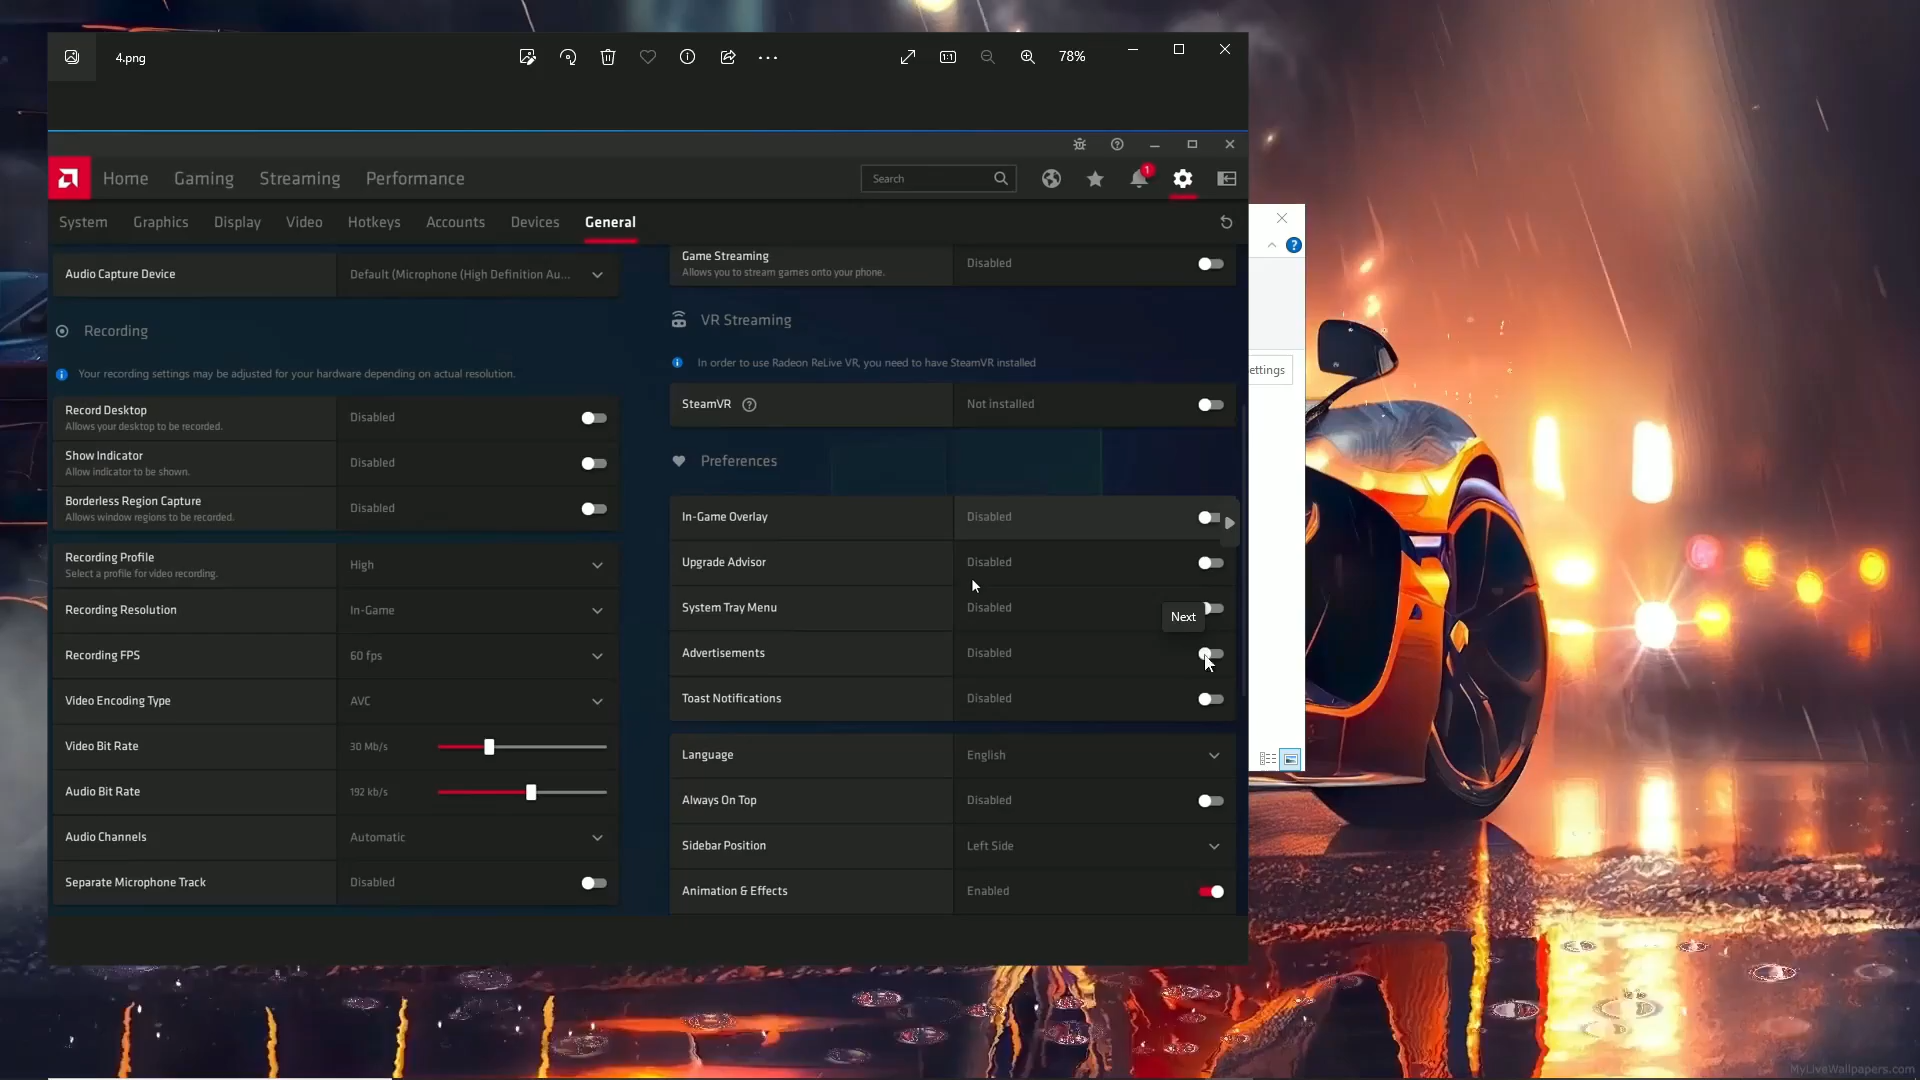 4.png
78%
Home
Gaming
Streaming
Performance
Search
1
System
Graphics
Display
Video
Hotkeys
Accounts
Devices
General
Audio Capture Device
Default (Microphone (High Definition Au...
Recording
Your recording settings may be adjusted for your hardware depending on actual resolution.
Record Desktop
Allows your desktop to be recorded.
Disabled
Show Indicator
Allow indicator to be shown.
Disabled
Borderless Region Capture
Allows window regions to be recorded.
Disabled
Recording Profile
Select a profile for video recording.
High
Recording Resolution
In-Game
Recording FPS
60 fps
Video Encoding Type
AVC
Video Bit Rate
30 Mb/s
Audio Bit Rate
192 kb/s
Audio Channels
Automatic
Separate Microphone Track
Disabled
Game Streaming
Allows you to stream games onto your phone.
Disabled
VR Streaming
In order to use Radeon ReLive VR, you need to have SteamVR installed
SteamVR
Not installed
Preferences
In-Game Overlay
Disabled
Upgrade Advisor
Disabled
System Tray Menu
Disabled
Next
Advertisements
Disabled
Toast Notifications
Disabled
Language
English
Always On Top
Disabled
Sidebar Position
Left Side
Animation & Effects
Enabled
ettings
MyLiveWallpapers.com